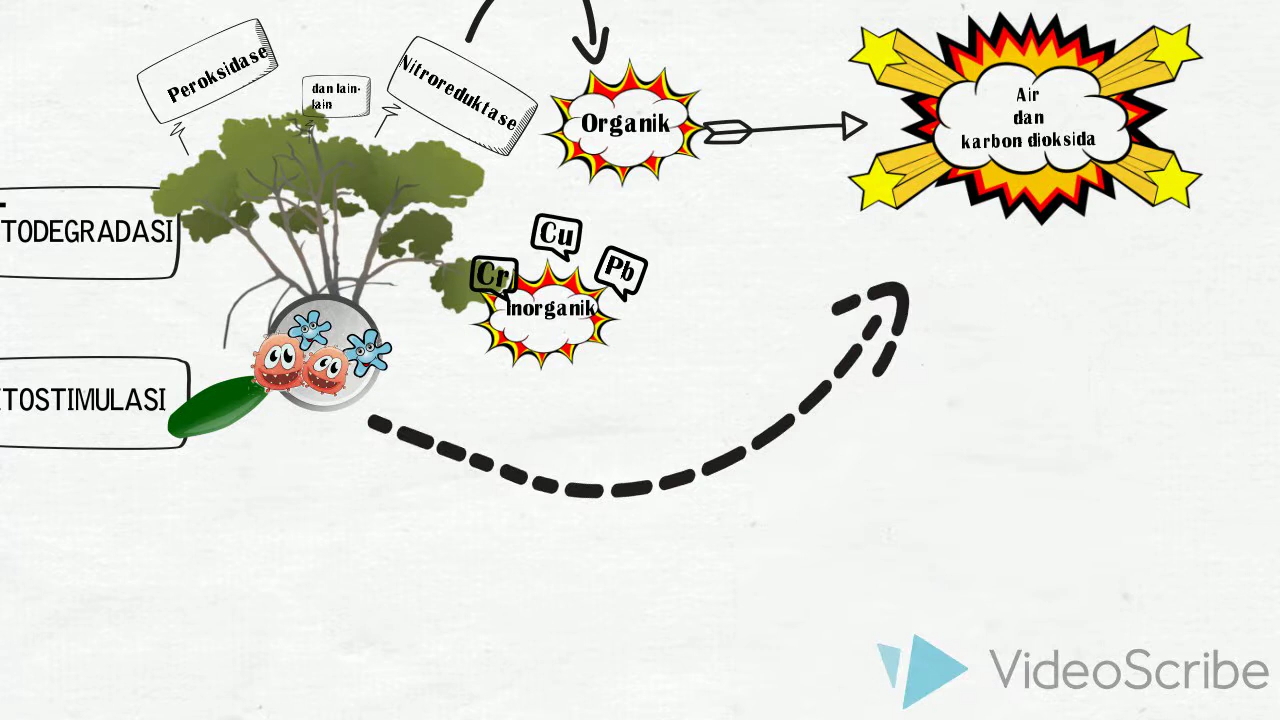 Peroksidase
dan lain-
lain
Nitroreduktase
Organik
Air
dan
karbon dioksida
TODEGRADASI
Cu
Cr
Pb
Inorganik
TOSTIMULASI
VideoScribe